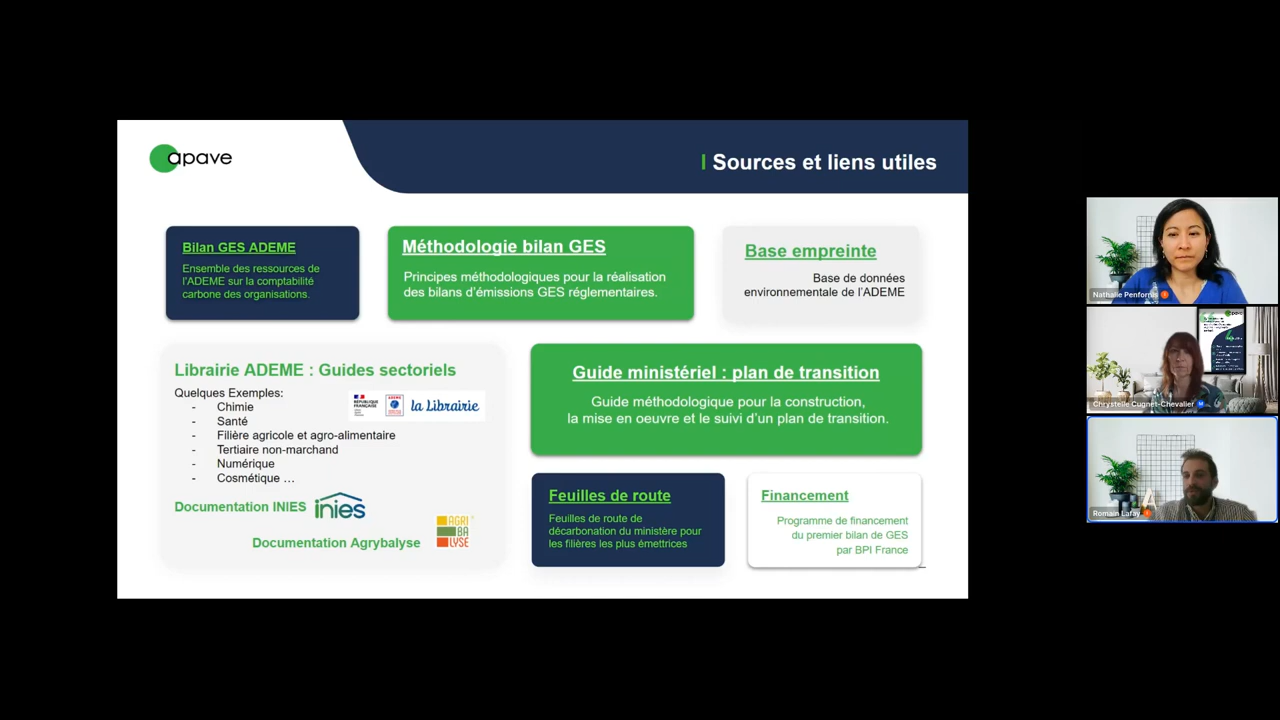 apave
| Sources et liens utiles
Bilan GES ADEME
Ensemble des ressources de
l'ADEME sur la comptabilité
carbone des organisations.
Méthodologie bilan GES
Principes méthodologiques pour la réalisation
des bilans d'émissions GES réglementaires.
Base empreinte
Base de données
environnementale de l'ADEME
Librairie ADEME : Guides sectoriels
Quelques Exemples:
- Chimie
- Santé
- Filière agricole et agro-alimentaire
- Tertiaire non-marchand
- Numérique
- Cosmétique …
RÉPUBLIQUE
FRANÇAISE
ADEME
la Librairie
Documentation INIES
inies
Documentation Agrybalyse
AGRI
BA
LYSE
Guide ministériel : plan de transition
Guide méthodologique pour la construction,
la mise en oeuvre et le suivi d'un plan de transition.
Feuilles de route
Feuilles de route de
décarbonation du ministère pour
les filières les plus émettrices
Financement
Programme de financement
du premier bilan de GES
par BPI France
Nathalie Penforrus
apave
Chrystelle Cugnet-Chevalier
Romain Lafay